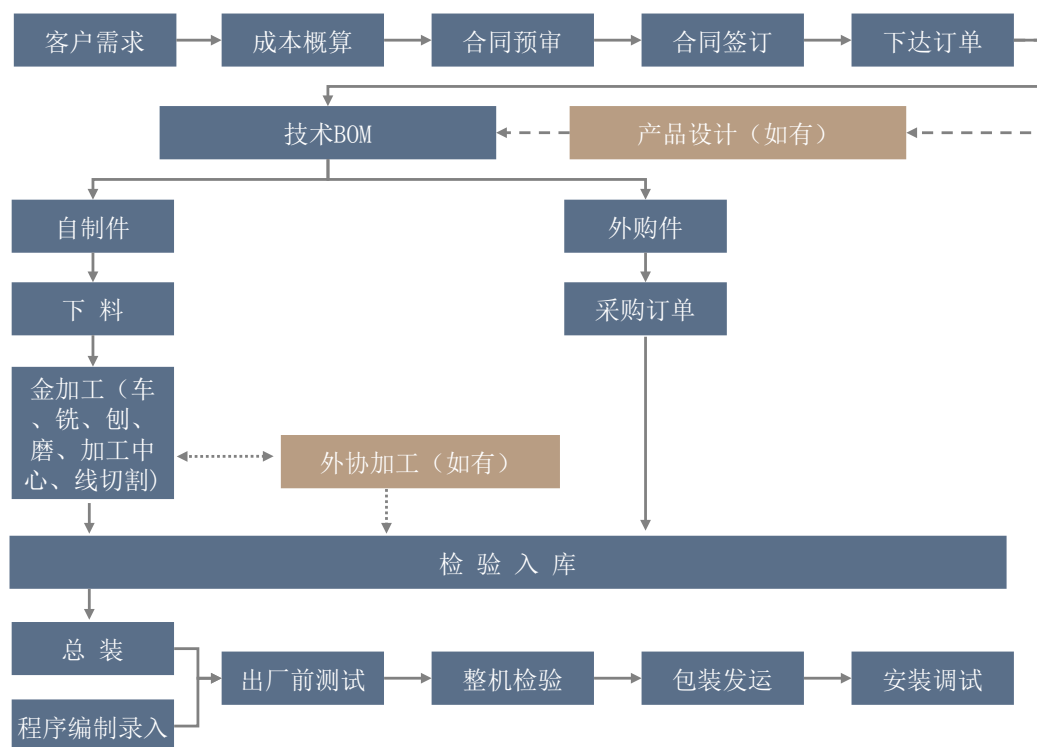 客户需求
成本概算
合同预审
合同签订
下达订单
技术BOM
产品设计（如有）
自制件
外购件
下 料
采购订单
金加工（车
、铣、刨、
磨、加工中
心、线切割)
外协加工（如有）
检 验 入 库
总 装
出厂前测试
整机检验
包装发运
安装调试
程序编制录入